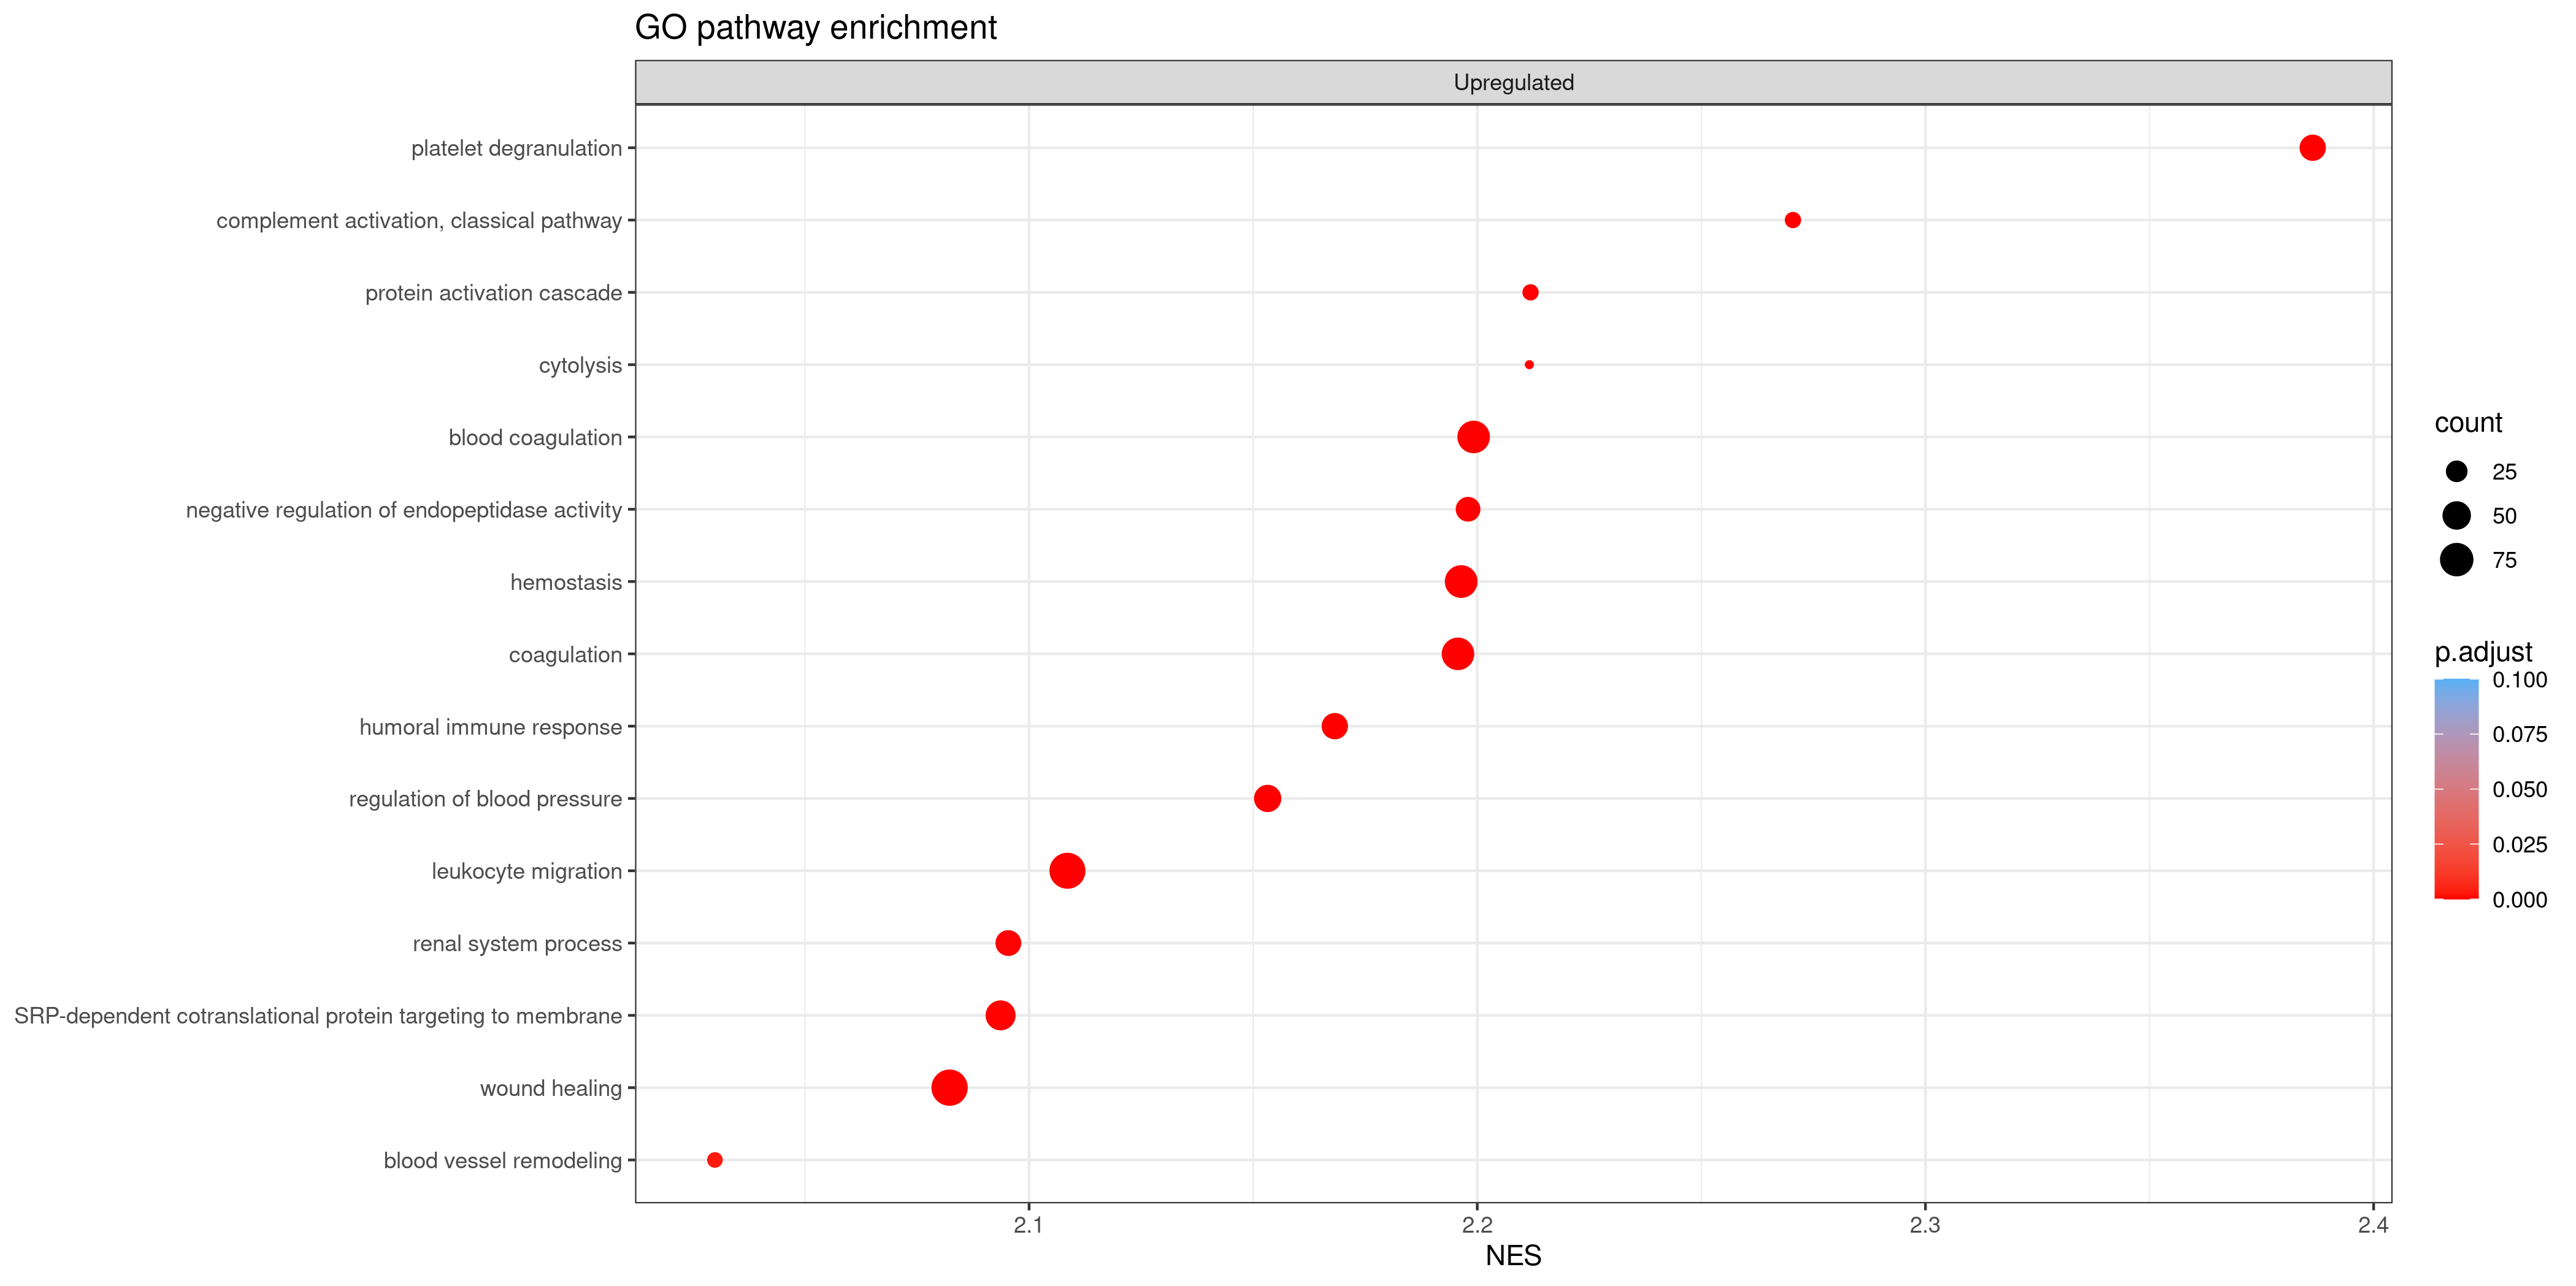 GO pathway enrichment
Upregulated
platelet degranulation
complement activation, classical pathway
protein activation cascade
cytolysis
blood coagulation
negative regulation of endopeptidase activity
hemostasis
coagulation
humoral immune response
regulation of blood pressure
leukocyte migration
renal system process
SRP-dependent cotranslational protein targeting to membrane
wound healing
blood vessel remodeling
2.1 2.2 2.3 2.4
NES
count
25
50
75
p.adjust
0.100
0.075
0.050
0.025
0.000